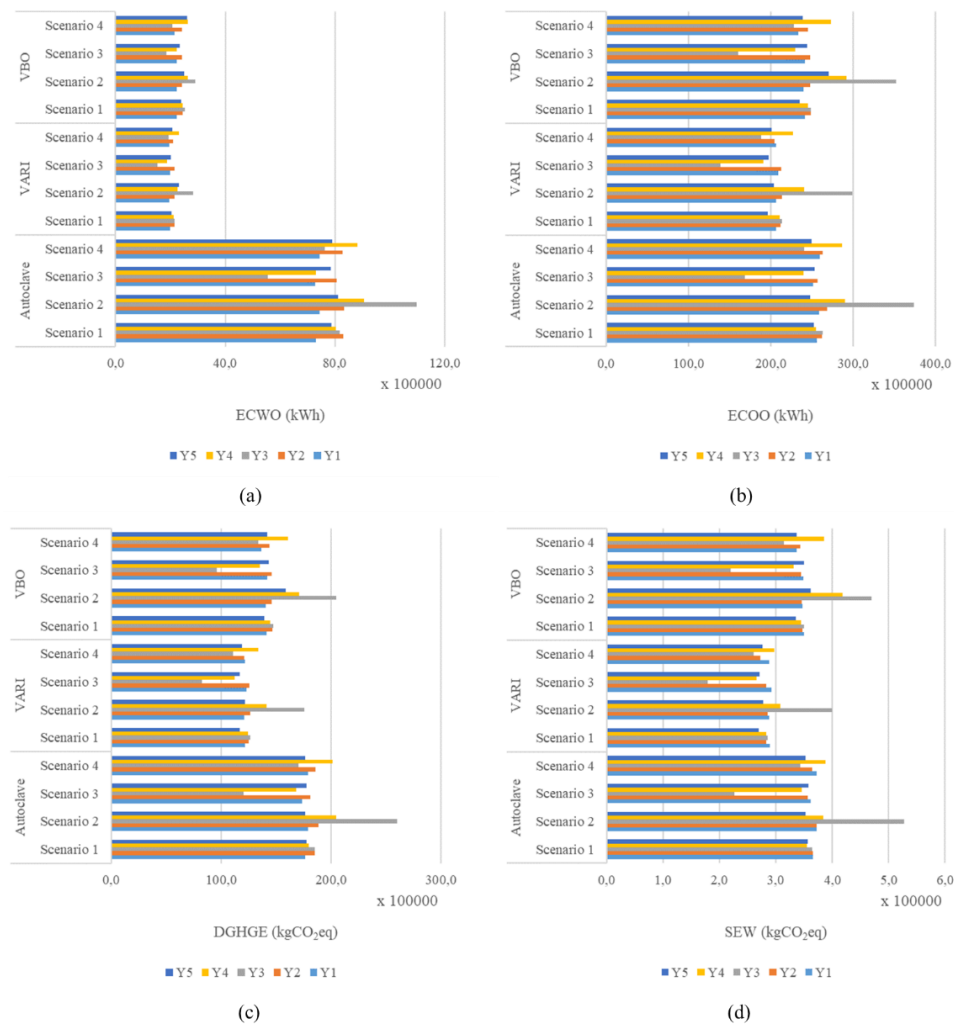 Scenario 4
Scenario 3
Scenario 2
Scenario 1
VBO
Scenario 4
Scenario 3
Scenario 2
Scenario 1
VARI
Scenario 4
Scenario 3
Scenario 2
Scenario 1
Autoclave
0,0 40,0 80,0 120,0
x 100000
ECWO (kWh)
Y5 Y4 Y3 Y2 Y1
(a)
Scenario 4
Scenario 3
Scenario 2
Scenario 1
VBO
Scenario 4
Scenario 3
Scenario 2
Scenario 1
VARI
Scenario 4
Scenario 3
Scenario 2
Scenario 1
Autoclave
0,0 100,0 200,0 300,0 400,0
x 100000
ECOO (kWh)
Y5 Y4 Y3 Y2 Y1
(b)
Scenario 4
Scenario 3
Scenario 2
Scenario 1
VBO
Scenario 4
Scenario 3
Scenario 2
Scenario 1
VARI
Scenario 4
Scenario 3
Scenario 2
Scenario 1
Autoclave
0,0 100,0 200,0 300,0
x 100000
DGHGE (kgCO₂eq)
Y5 Y4 Y3 Y2 Y1
(c)
Scenario 4
Scenario 3
Scenario 2
Scenario 1
VBO
Scenario 4
Scenario 3
Scenario 2
Scenario 1
VARI
Scenario 4
Scenario 3
Scenario 2
Scenario 1
Autoclave
0,0 1,0 2,0 3,0 4,0 5,0 6,0
x 100000
SEW (kgCO₂eq)
Y5 Y4 Y3 Y2 Y1
(d)